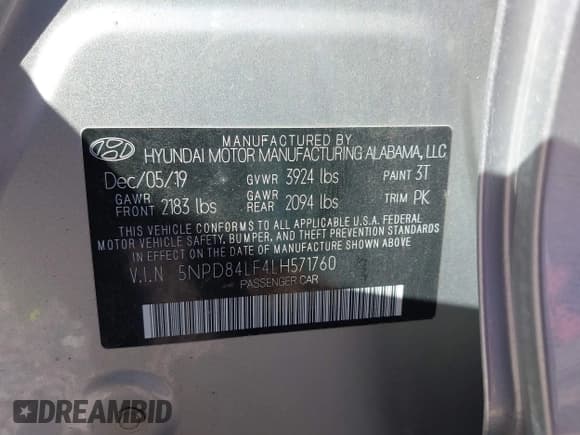 MANUFACTURED BY
HYUNDAI MOTOR MANUFACTURING ALABAMA, LLC
Dec/05/19 GVWR 3924 lbs PAINT 3T
GAWR FRONT 2183 lbs GAWR REAR 2094 lbs TRIM PK
THIS VEHICLE CONFORMS TO ALL APPLICABLE U.S.A. FEDERAL
MOTOR VEHICLE SAFETY, BUMPER, AND THEFT PREVENTION STANDARDS
IN EFFECT ON THE DATE OF MANUFACTURE SHOWN ABOVE.
V.I.N 5NPD84LF4LH571760
PASSENGER CAR
DREAMBID